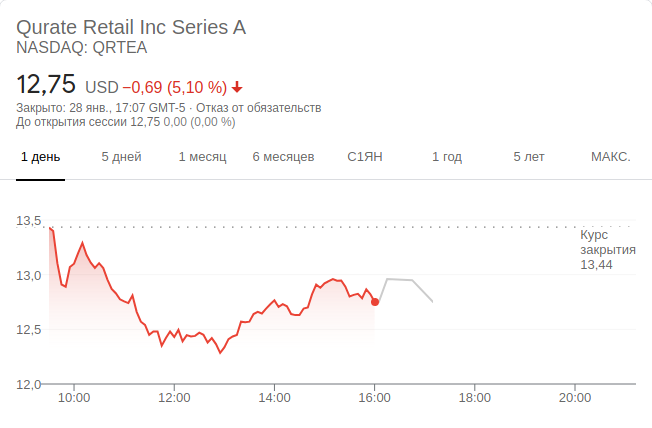 Qurate Retail Inc Series A
NASDAQ: QRTEA
12,75 USD −0,69 (5,10 %)
Закрыто: 28 янв., 17:07 GMT-5 · Отказ от обязательств
До открытия сессии 12,75 0,00 (0,00 %)
1 день 5 дней 1 месяц 6 месяцев С1ЯН 1 год 5 лет МАКС.
13,5
Курс
закрытия
13,44
13,0
12,5
12,0
10:00 12:00 14:00 16:00 18:00 20:00